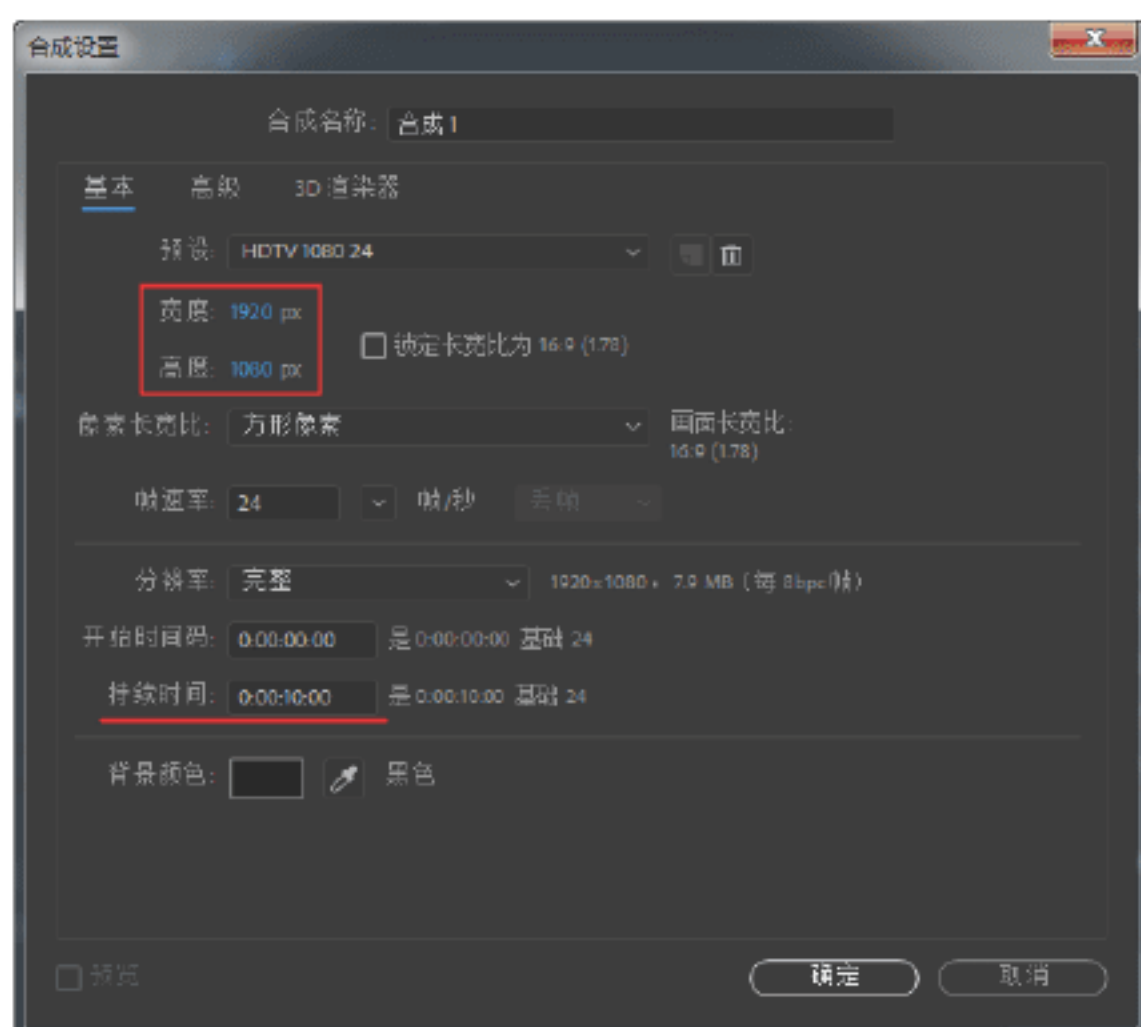 合成设置
合成名称: 合成 1
基本 高级 3D 渲染器
预设: HDTV 1080 24
宽度: 1920 px
锁定长宽比为 16:9 (1.78)
高度: 1080 px
像素长宽比: 方形像素 画面长宽比:
16:9 (1.78)
帧速率: 24 帧/秒 丢帧
分辨率: 完整 1920x1080, 7.9 MB (每 8bpc 帧)
开始时间码: 0:00:00:00 是 0:00:00:00 基础 24
持续时间: 0:00:10:00 是 0:00:10:00 基础 24
背景颜色: 黑色
预览 确定 取消